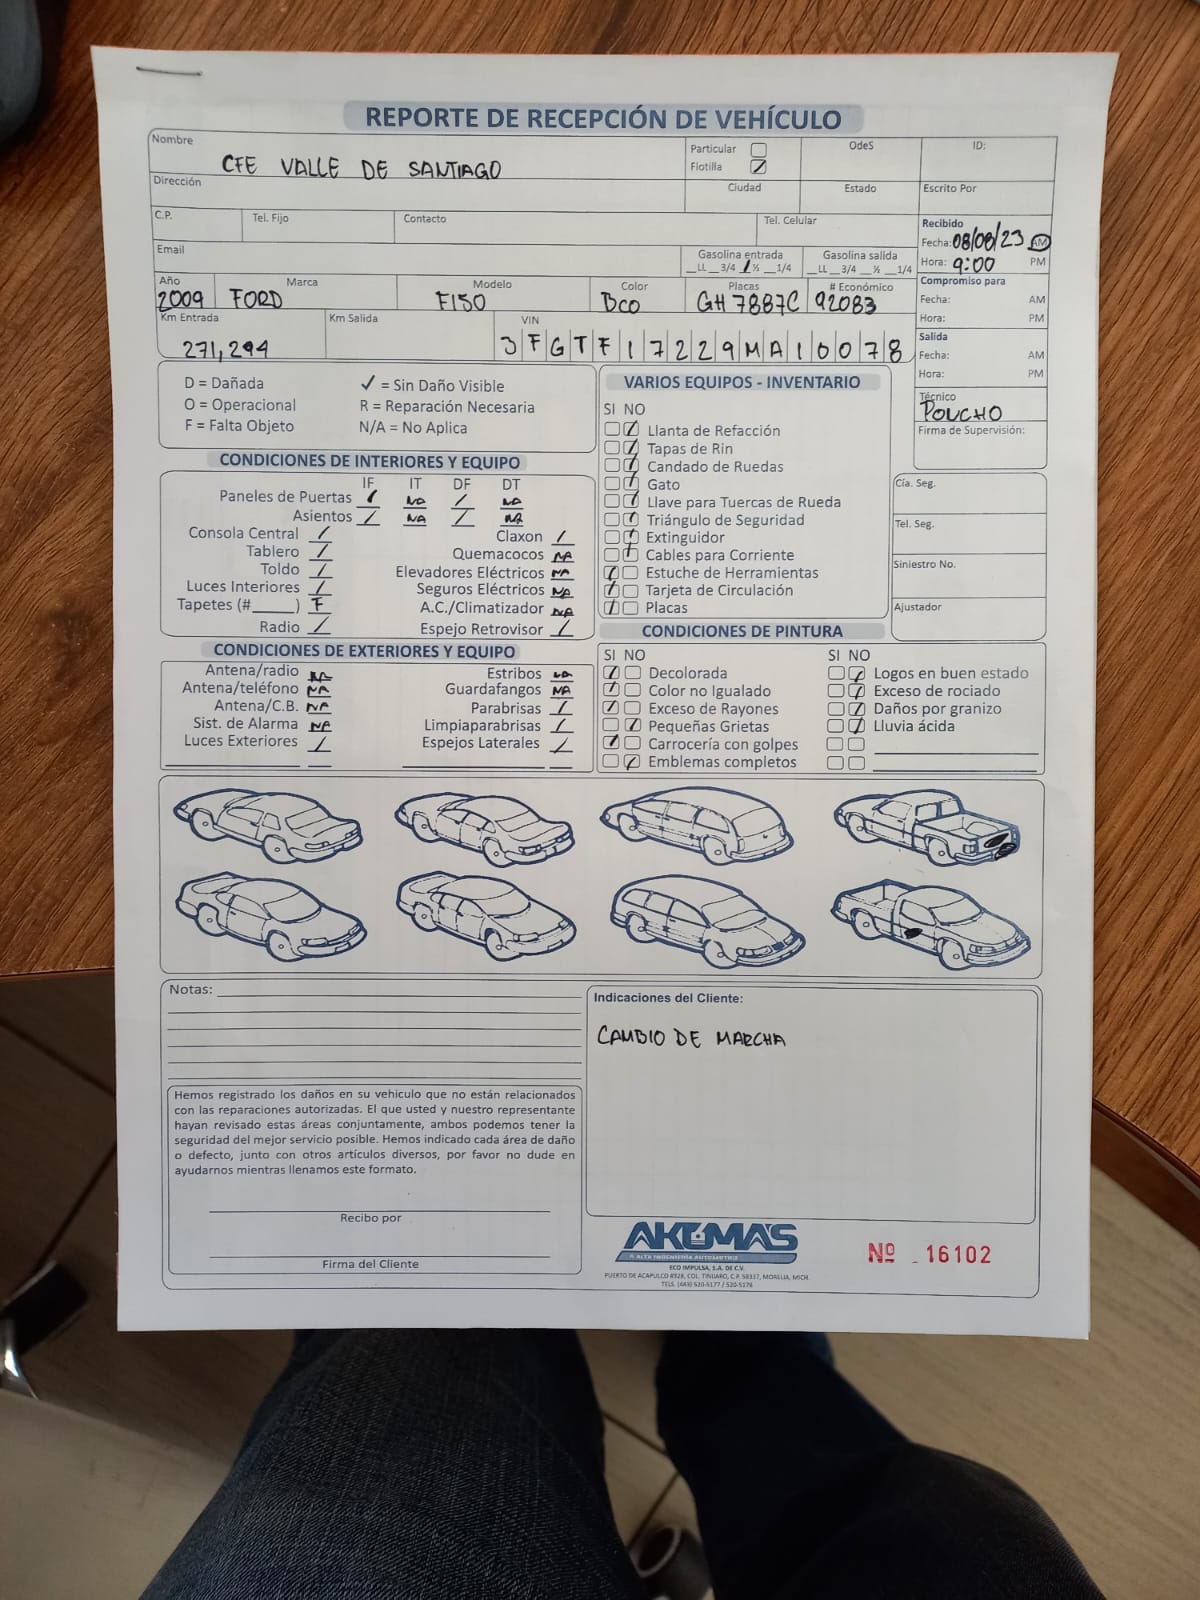 REPORTE DE RECEPCIÓN DE VEHÍCULO
Nombre CFE VALLE DE SANTIAGO Particular Flotilla OdeS ID:
Dirección Ciudad Estado Escrito Por
C.P. Tel. Fijo Contacto Tel. Celular
Recibido
Fecha: 08/08/23 AM
Hora: 9:00 PM
Email Gasolina entrada __LL __3/4 __½ __1/4 Gasolina salida __LL __3/4 __½ __1/4
Año 2009 Marca FORD Modelo F150 Color Bco Placas GH7887C # Económico 92083
Compromiso para
Fecha: AM
Hora: PM
Km Entrada 271,294 Km Salida VIN 3FGTF17229MA10078
Salida
Fecha: AM
Hora: PM
Técnico PONCHO
Firma de Supervisión:
D = Dañada ✓ = Sin Daño Visible
O = Operacional R = Reparación Necesaria
F = Falta Objeto N/A = No Aplica
CONDICIONES DE INTERIORES Y EQUIPO
IF IT DF DT
Paneles de Puertas / NA / NA
Asientos / NA / NA
Consola Central / Claxon /
Tablero / Quemacocos NA
Toldo / Elevadores Eléctricos NA
Luces Interiores / Seguros Eléctricos NA
Tapetes (#_____) F A.C./Climatizador NA
Radio / Espejo Retrovisor /
CONDICIONES DE EXTERIORES Y EQUIPO
Antena/radio NA Estribos NA
Antena/teléfono NA Guardafangos NA
Antena/C.B. NA Parabrisas /
Sist. de Alarma NA Limpiaparabrisas /
Luces Exteriores / Espejos Laterales /
VARIOS EQUIPOS - INVENTARIO
SI NO
Llanta de Refacción
Tapas de Rin
Candado de Ruedas
Gato
Llave para Tuercas de Rueda
Triángulo de Seguridad
Extinguidor
Cables para Corriente
Estuche de Herramientas
Tarjeta de Circulación
Placas
Cía. Seg.
Tel. Seg.
Siniestro No.
Ajustador
CONDICIONES DE PINTURA
SI NO SI NO
Decolorada Logos en buen estado
Color no Igualado Exceso de rociado
Exceso de Rayones Daños por granizo
Pequeñas Grietas Lluvia ácida
Carrocería con golpes
Emblemas completos
Notas:
Indicaciones del Cliente:
CAMBIO DE MARCHA
Hemos registrado los daños en su vehiculo que no están relacionados
con las reparaciones autorizadas. El que usted y nuestro representante
hayan revisado estas áreas conjuntamente, ambos podemos tener la
seguridad del mejor servicio posible. Hemos indicado cada área de daño
o defecto, junto con otros artículos diversos, por favor no dude en
ayudarnos mientras llenamos este formato.
Recibo por
Firma del Cliente
AKUMA'S
ALTA INGENIERÍA AUTOMOTRIZ
ECO IMPULSA, S.A. DE C.V.
PUERTO DE ACAPULCO #928, COL. TINIJARO, C.P. 58337, MORELIA, MICH.
TELS. (443) 520-5177 / 520-5178
Nº 16102